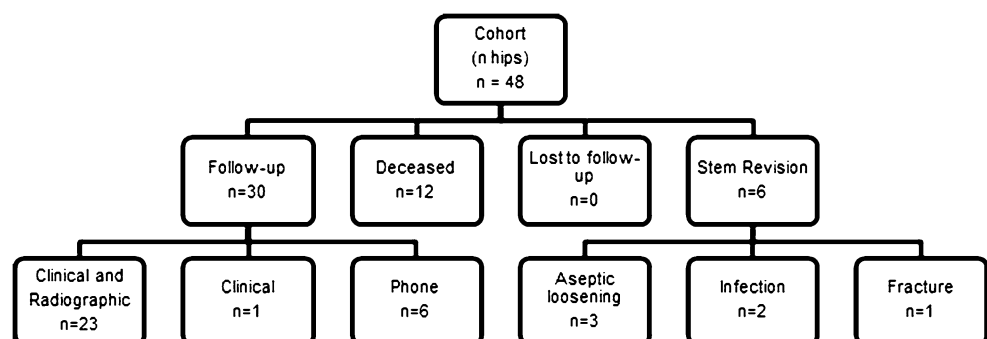 Cohort
(n hips)
n = 48
Follow-up
n=30
Deceased
n=12
Lost to follow-
up
n=0
Stem Revision
n=6
Clinical and
Radiographic
n=23
Clinical
n=1
Phone
n=6
Aseptic
loosening
n=3
Infection
n=2
Fracture
n=1